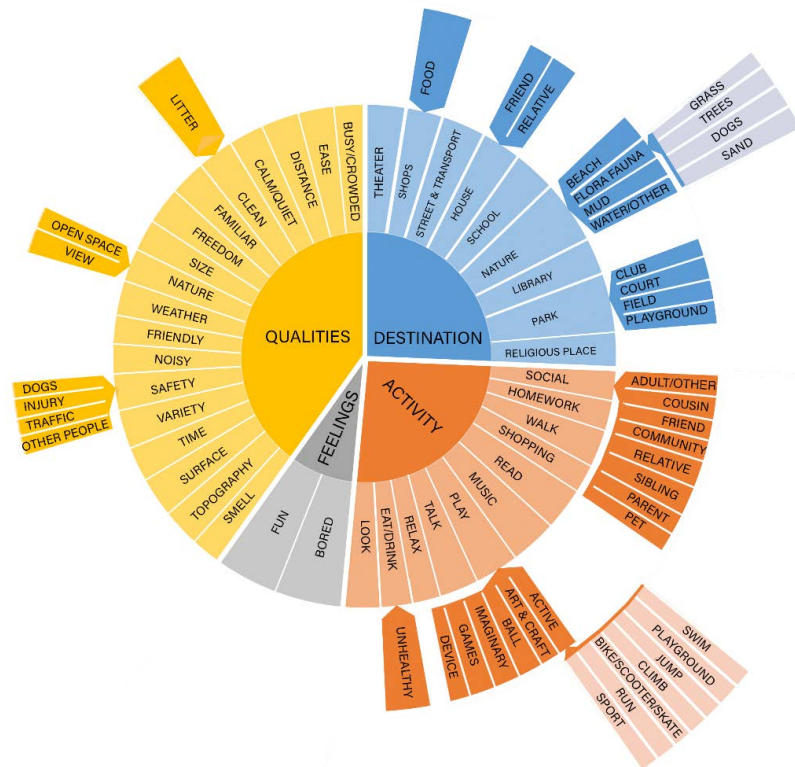 QUALITIES
BUSY/CROWDED
EASE
DISTANCE
CALM/QUIET
CLEAN
LITTER
FAMILIAR
FREEDOM
SIZE
OPEN SPACE
VIEW
NATURE
WEATHER
FRIENDLY
NOISY
SAFETY
DOGS
INJURY
TRAFFIC
OTHER PEOPLE
VARIETY
TIME
SURFACE
TOPOGRAPHY
SMELL
DESTINATION
THEATER
SHOPS
FOOD
STREET & TRANSPORT
HOUSE
FRIEND
RELATIVE
SCHOOL
NATURE
BEACH
FLORA FAUNA
MUD
WATER/OTHER
GRASS
TREES
DOGS
SAND
LIBRARY
PARK
CLUB
COURT
FIELD
PLAYGROUND
RELIGIOUS PLACE
ACTIVITY
SOCIAL
ADULT/OTHER
COUSIN
FRIEND
COMMUNITY
RELATIVE
SIBLING
PARENT
PET
HOMEWORK
WALK
SHOPPING
READ
MUSIC
PLAY
ACTIVE
ART & CRAFT
BALL
IMAGINARY
GAMES
DEVICE
SWIM
PLAYGROUND
JUMP
CLIMB
BIKE/SCOOTER/SKATE
RUN
SPORT
TALK
RELAX
EAT/DRINK
UNHEALTHY
LOOK
FEELINGS
BORED
FUN